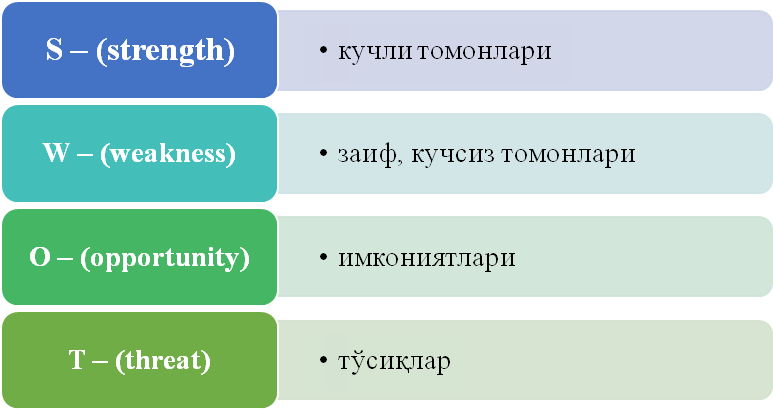 S – (strength)
• кучли томонлари
W – (weakness)
• заиф, кучсиз томонлари
O – (opportunity)
• имкониятлари
T – (threat)
• тўсиқлар